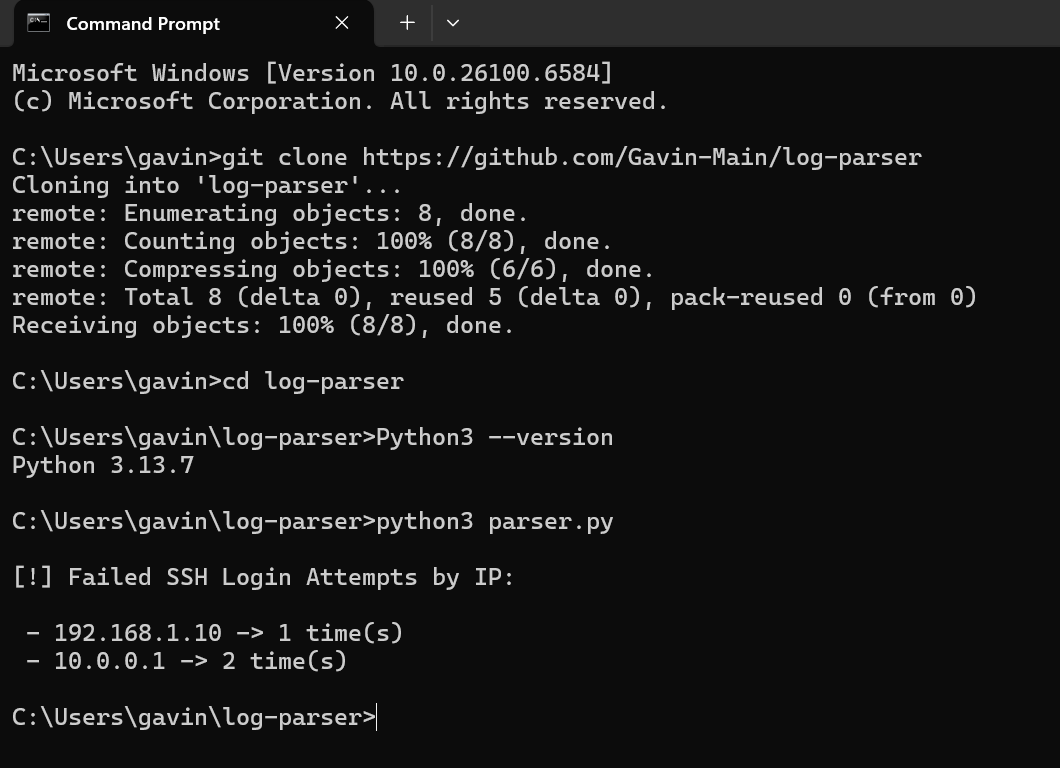 Command Prompt
Microsoft Windows [Version 10.0.26100.6584]
(c) Microsoft Corporation. All rights reserved.
C:\Users\gavin>git clone https://github.com/Gavin-Main/log-parser
Cloning into 'log-parser'...
remote: Enumerating objects: 8, done.
remote: Counting objects: 100% (8/8), done.
remote: Compressing objects: 100% (6/6), done.
remote: Total 8 (delta 0), reused 5 (delta 0), pack-reused 0 (from 0)
Receiving objects: 100% (8/8), done.
C:\Users\gavin>cd log-parser
C:\Users\gavin\log-parser>Python3 --version
Python 3.13.7
C:\Users\gavin\log-parser>python3 parser.py
[!] Failed SSH Login Attempts by IP:
- 192.168.1.10 -> 1 time(s)
- 10.0.0.1 -> 2 time(s)
C:\Users\gavin\log-parser>